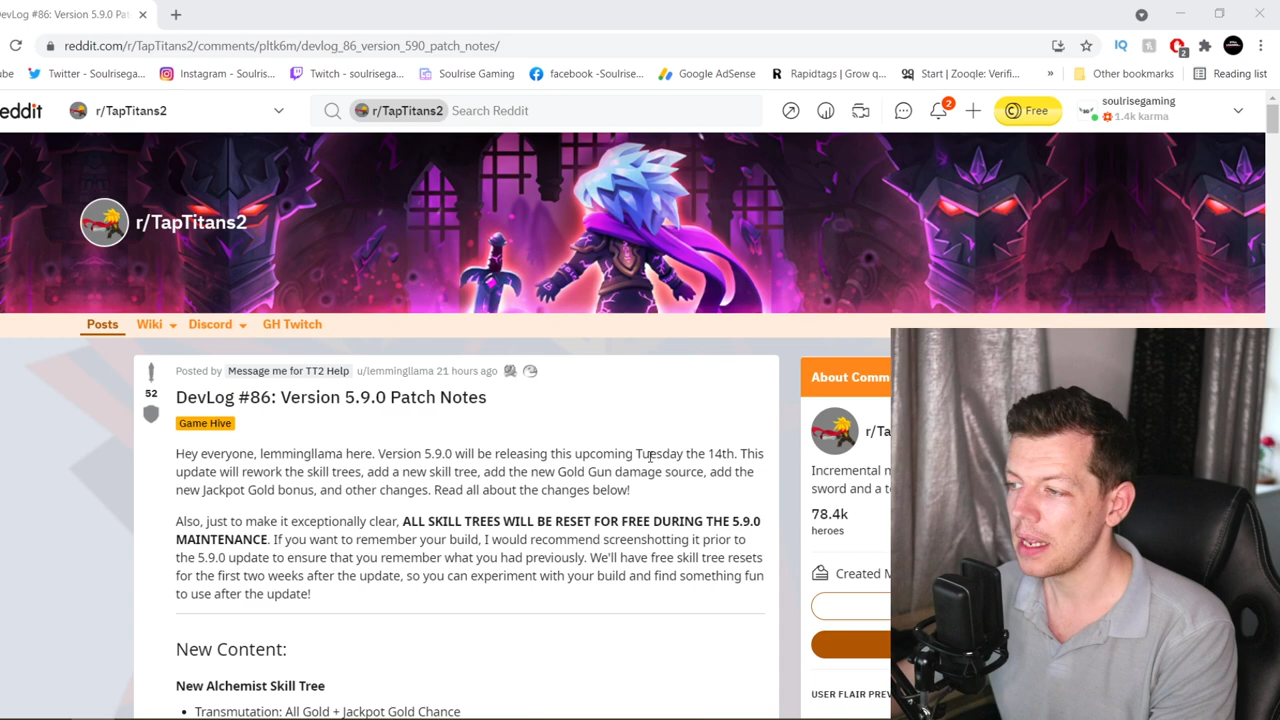 evLog #86: Version 5.9.0 Pat
reddit.com/r/TapTitans2/comments/pltk6m/devlog_86_version_590_patch_notes/
2
be
Twitter - Soulrisega...
Instagram - Soulris...
Twitch - soulrisega...
Soulrise Gaming
facebook -Soulrise...
Google AdSense
Rapidtags | Grow q...
Start | Zooqle: Verifi...
»
Other bookmarks
Reading list
eddit
r/TapTitans2
r/TapTitans2
Search Reddit
2
Free
soulrisegaming
1.4k karma
r/TapTitans2
Posts
Wiki
Discord
GH Twitch
52
Posted by Message me for TT2 Help u/lemmingllama 21 hours ago
DevLog #86: Version 5.9.0 Patch Notes
Game Hive
Hey everyone, lemmingllama here. Version 5.9.0 will be releasing this upcoming Tuesday the 14th. This
update will rework the skill trees, add a new skill tree, add the new Gold Gun damage source, add the
new Jackpot Gold bonus, and other changes. Read all about the changes below!
Also, just to make it exceptionally clear, ALL SKILL TREES WILL BE RESET FOR FREE DURING THE 5.9.0
MAINTENANCE. If you want to remember your build, I would recommend screenshotting it prior to
the 5.9.0 update to ensure that you remember what you had previously. We'll have free skill tree resets
for the first two weeks after the update, so you can experiment with your build and find something fun
to use after the update!
New Content:
New Alchemist Skill Tree
• Transmutation: All Gold + Jackpot Gold Chance
About Comm
r/Ta
Incremental m
sword and a t
78.4k
heroes
Created M
USER FLAIR PREV